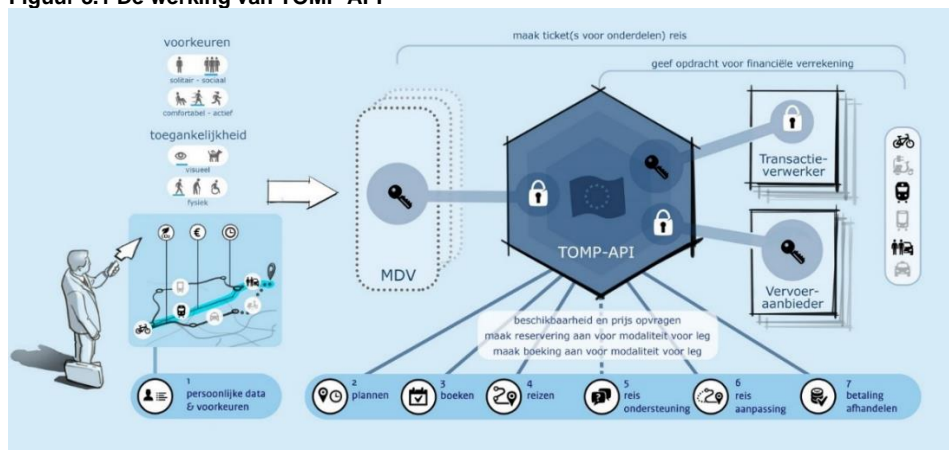 Figuur 3.1 De werking van TOMP-API
voorkeuren
solitair - sociaal
comfortabel - actief
toegankelijkheid
visueel
fysiek
maak ticket(s voor onderdelen) reis
geef opdracht voor financiële verrekening
MDV
TOMP-API
Transactie-
verwerker
Vervoer-
aanbieder
beschikbaarheid en prijs opvragen
maak reservering aan voor modaliteit voor leg
maak boeking aan voor modaliteit voor leg
1
persoonlijke data
& voorkeuren
2
plannen
3
boeken
4
reizen
5
reis
ondersteuning
6
reis
aanpassing
7
betaling
afhandelen